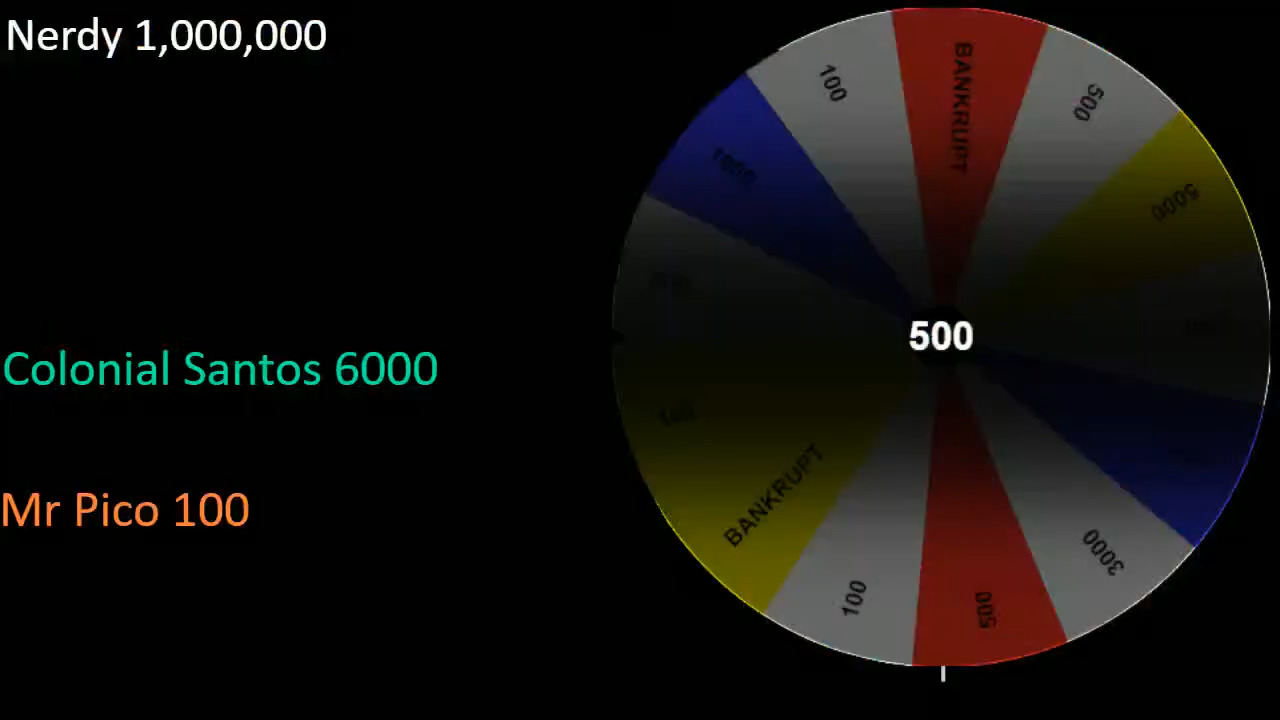 Nerdy 1,000,000
Colonial Santos 6000
Mr Pico 100
100
BANKRUPT
500
5000
3000
500
100
BANKRUPT
100
1000
500